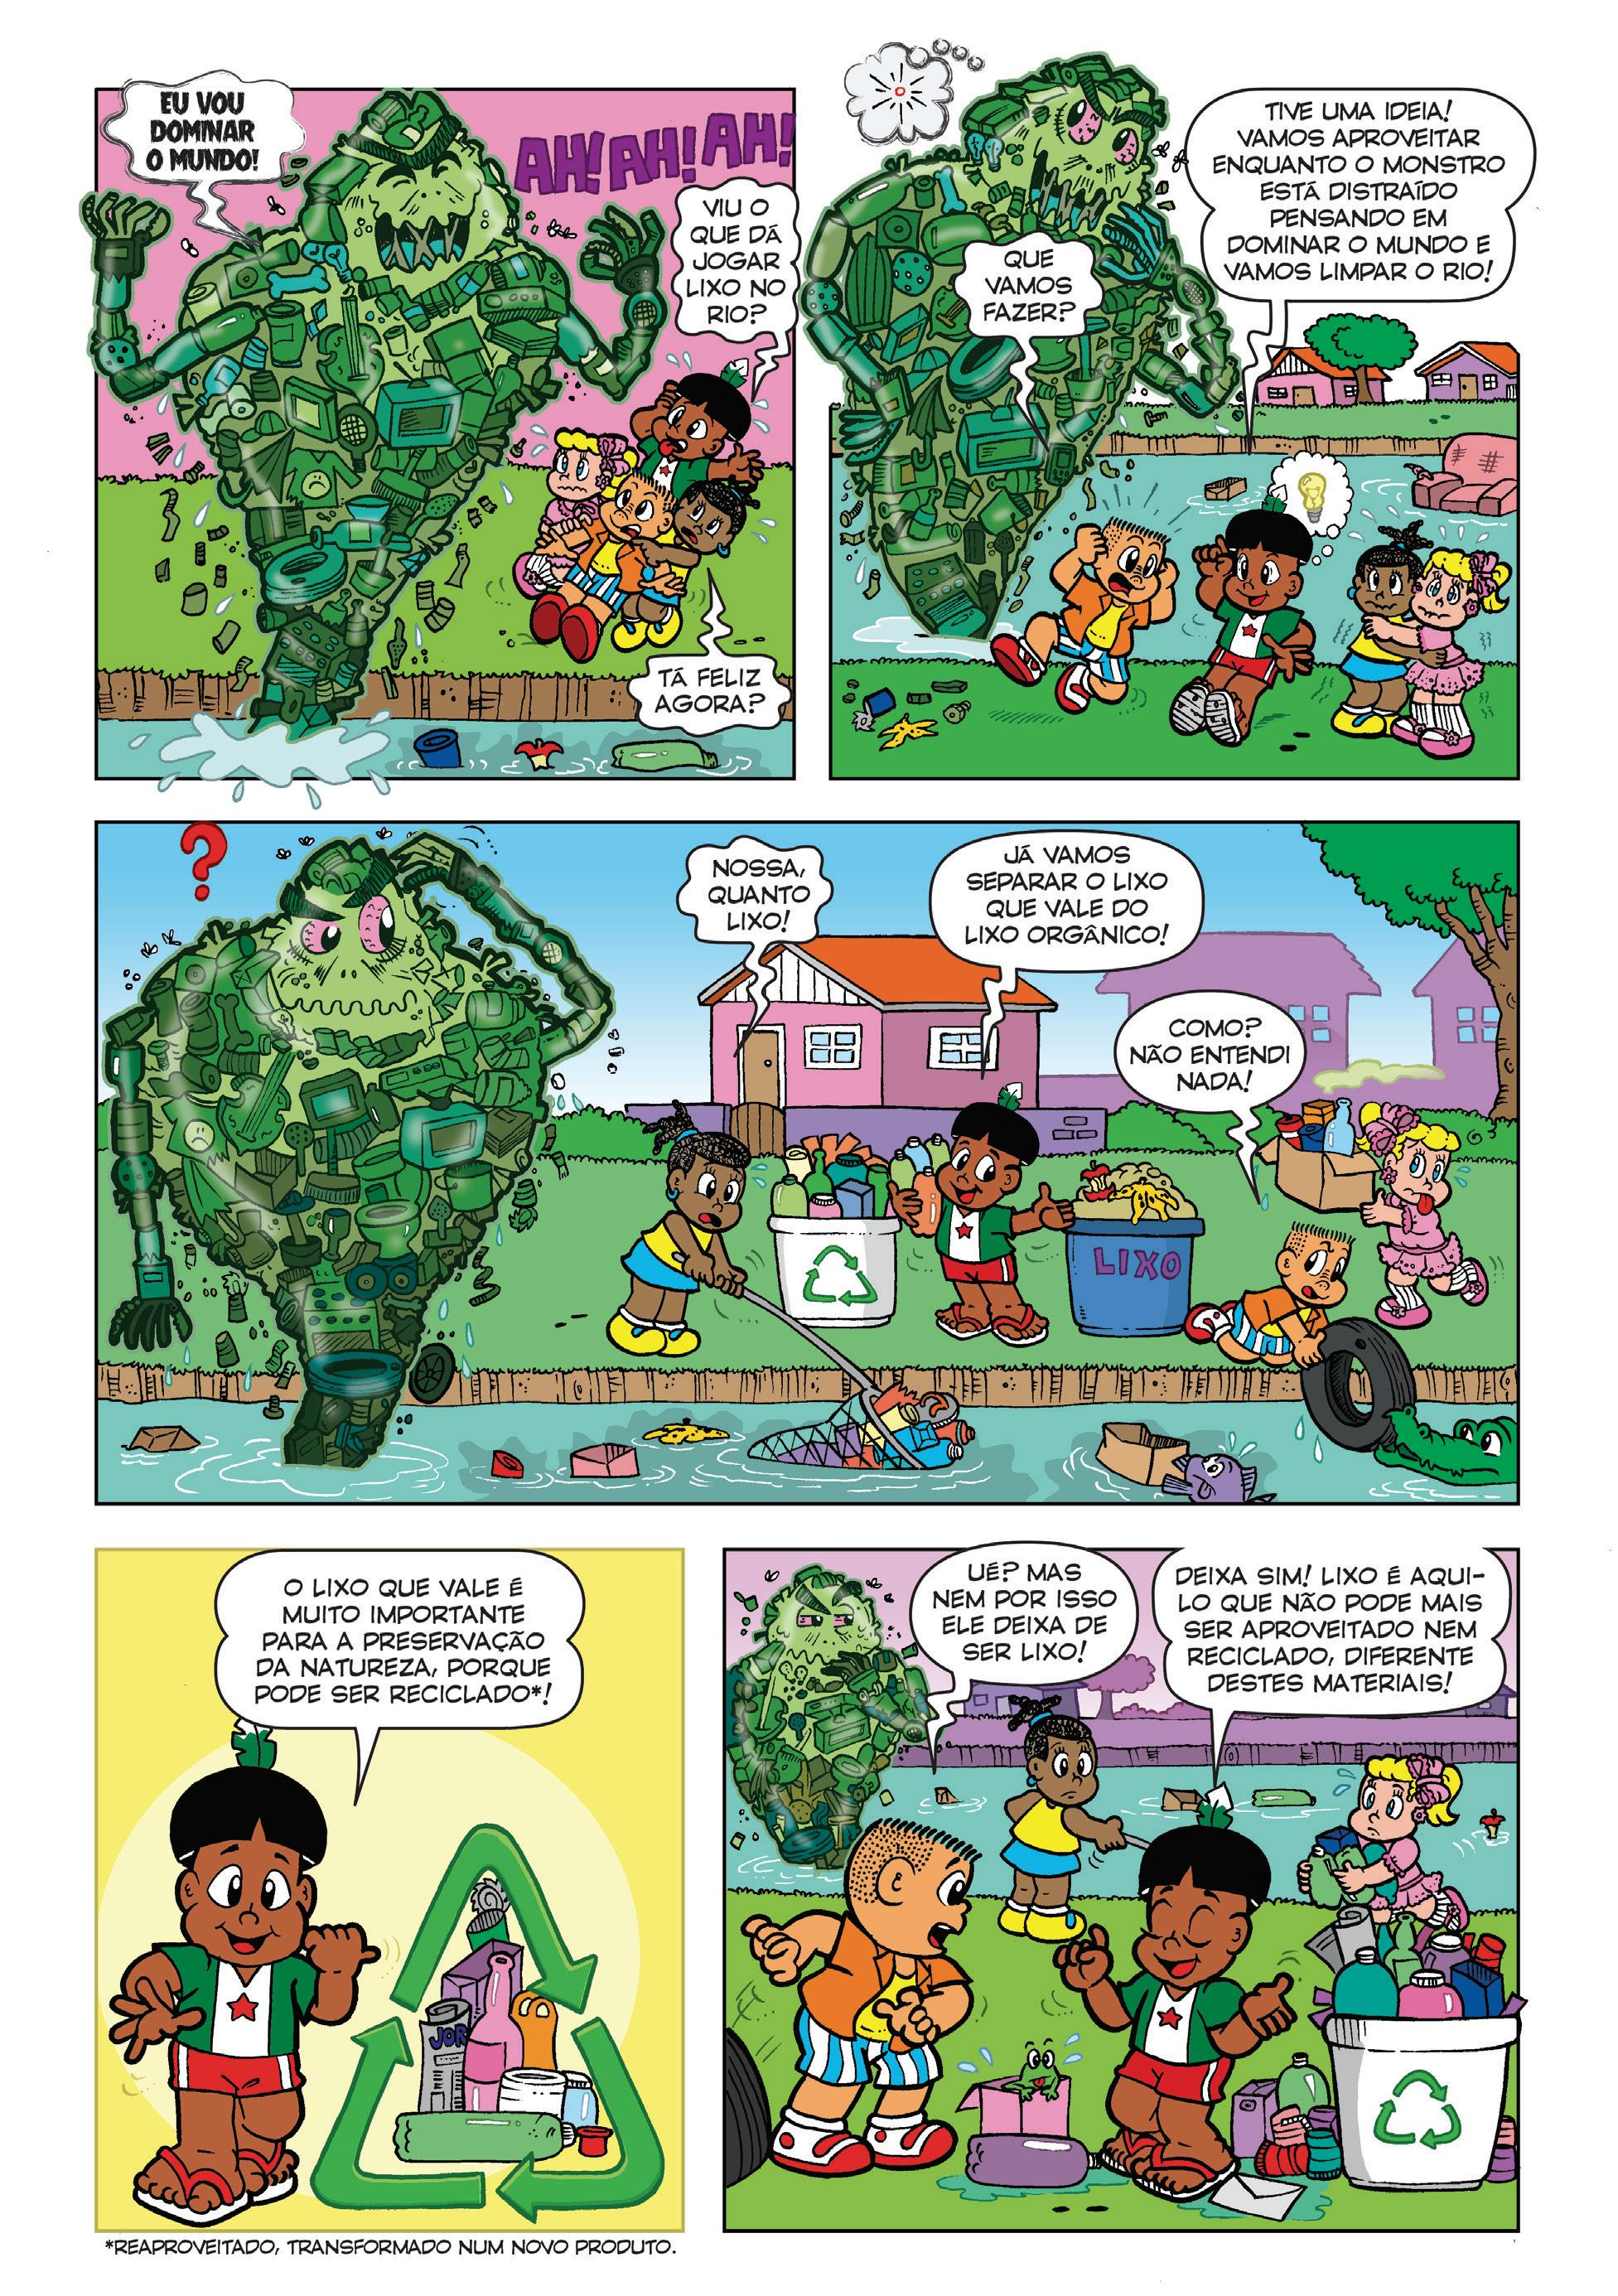 EU VOU
DOMINAR
O MUNDO!
AH! AH! AH!
VIU O
QUE DÁ
JOGAR
LIXO NO
RIO?
TÁ FELIZ
AGORA?
QUE
VAMOS
FAZER?
TIVE UMA IDEIA!
VAMOS APROVEITAR
ENQUANTO O MONSTRO
ESTÁ DISTRAÍDO
PENSANDO EM
DOMINAR O MUNDO E
VAMOS LIMPAR O RIO!
?
NOSSA,
QUANTO
LIXO!
JÁ VAMOS
SEPARAR O LIXO
QUE VALE DO
LIXO ORGÂNICO!
COMO?
NÃO ENTENDI
NADA!
LIXO
O LIXO QUE VALE É
MUITO IMPORTANTE
PARA A PRESERVAÇÃO
DA NATUREZA, PORQUE
PODE SER RECICLADO*!
JOR
*REAPROVEITADO, TRANSFORMADO NUM NOVO PRODUTO.
UÉ? MAS
NEM POR ISSO
ELE DEIXA DE
SER LIXO!
DEIXA SIM! LIXO É AQUI-
LO QUE NÃO PODE MAIS
SER APROVEITADO NEM
RECICLADO, DIFERENTE
DESTES MATERIAIS!